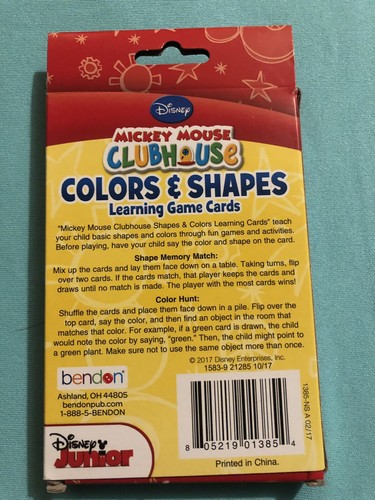 Disney
MICKEY MOUSE
CLUBHOUSE
COLORS & SHAPES
Learning Game Cards
"Mickey Mouse Clubhouse Shapes & Colors Learning Cards" teach
your child basic shapes and colors through fun games and activities.
Before playing, have your child say the color and shape on the card.
Shape Memory Match:
Mix up the cards and lay them face down on a table. Taking turns, flip
over two cards. If the cards match, that player keeps the cards and
draws until no match is made. The player with the most cards wins!
Color Hunt:
Shuffle the cards and place them face down in a pile. Flip over the
top card, say the color, and then find an object in the room that
matches that color. For example, if a green card is drawn, the child
would note the color by saying, "green." Then, the child might point to
a green plant. Make sure not to use the same object more than once.
© 2017 Disney Enterprises, Inc.
1583-9 21285 10/17
bendon®
Ashland, OH 44805
bendonpub.com
1-888-5-BENDON
Disney
Junior
8 05219 01385 4
Printed in China.
1385-NS A 02/17